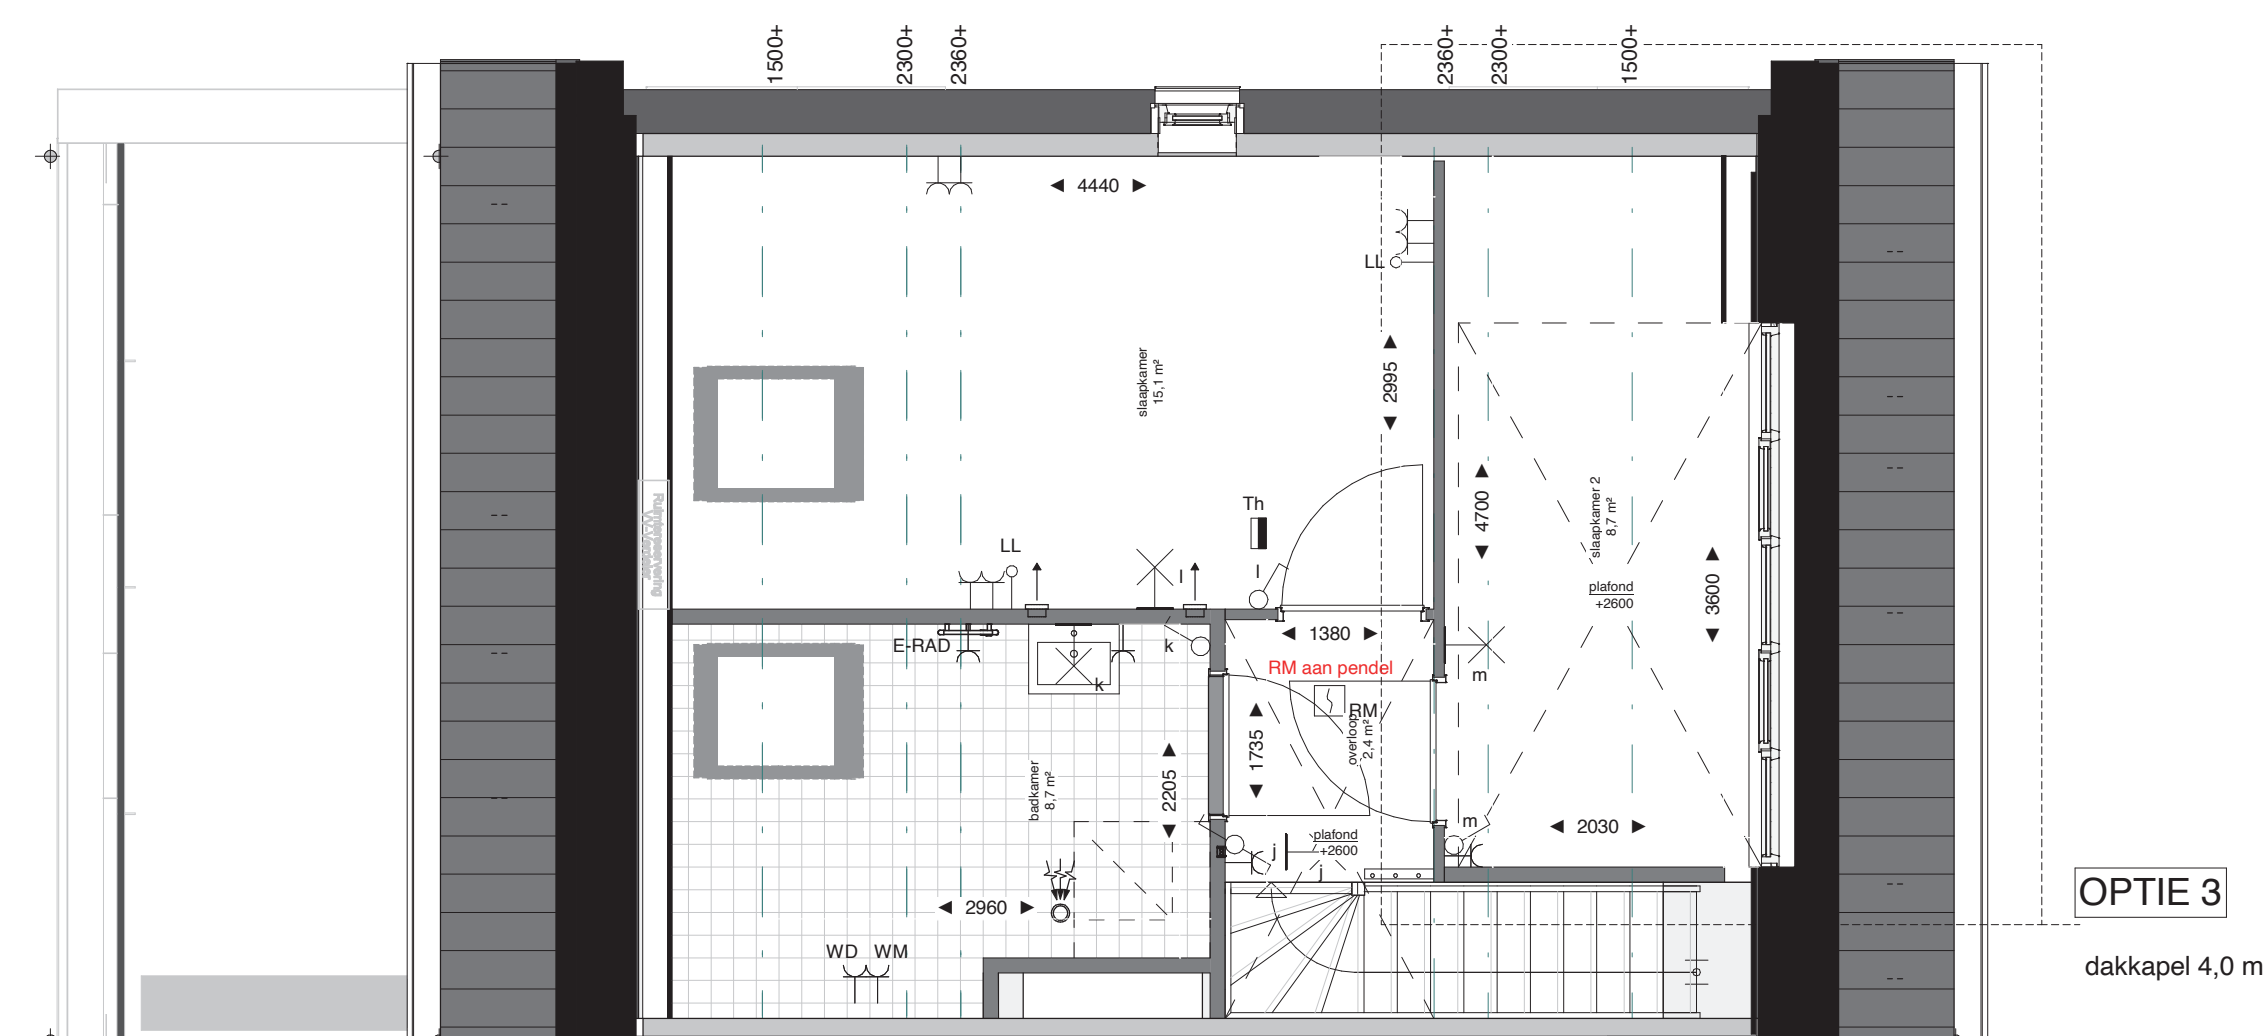 1500+
2300+
2360+
2360+
2300+
1500+
4440
LL
2995
slaapkamer
15,1 m²
Th
4700
slaapkamer 2
8,7 m²
plafond
+2600
3600
Ruimtereservering
LL
l
l
E-RAD
k
k
1380
RM aan pendel
m
RM
overloop
2,4 m²
1735
2205
badkamer
8,7 m²
j
plafond
+2600
j
m
2030
2960
WD WM
OPTIE 3
dakkapel 4,0 m